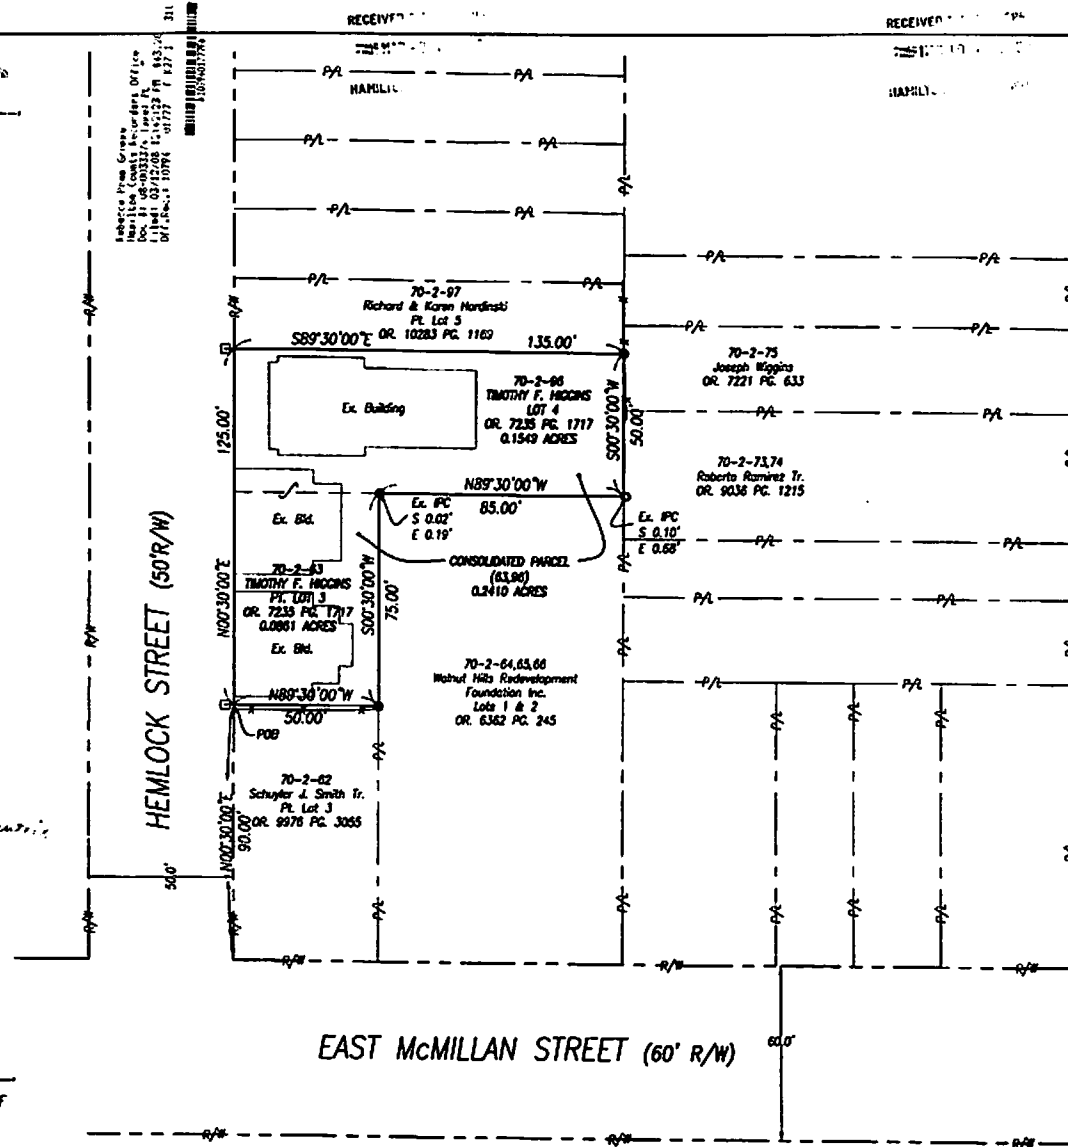 RECEIVED
RECEIVED
Hamilton County Recorders Office
P/L P/L
P/L P/L
P/L
P/L P/L
P/L P/L
P/L P/L
R/W
R/W
70-2-97
Richard & Karen Hordinski
Pt. Lot 5
OR. 10283 PG. 1169
S89°30'00"E
135.00'
P/L P/L
70-2-75
Joseph Wiggins
OR. 7221 PG. 633
70-2-96
TIMOTHY F. HIGGINS
LOT 4
OR. 7235 PG. 1717
0.1549 ACRES
Ex. Building
125.00'
S00°30'00"W
50.00'
P/L P/L
70-2-73,74
Roberto Ramirez Tr.
OR. 9036 PG. 1215
N89°30'00"W
85.00'
Ex. IPC
S 0.02'
E 0.19'
Ex. IPC
S 0.10'
E 0.68'
Ex. Bld.
P/L P/L
CONSOLIDATED PARCEL
(63,96)
0.2410 ACRES
70-2-63
TIMOTHY F. HIGGINS
PT. LOT 3
OR. 7235 PG. 1717
0.0861 ACRES
Ex. Bld.
N00°30'00"E
S00°30'00"W
75.00'
HEMLOCK STREET (50'R/W)
P/L P/L
P/L
R/W
P/L
70-2-64,65,66
Walnut Hills Redevelopment
Foundation Inc.
Lots 1 & 2
OR. 6362 PG. 245
P/L P/L
N89°30'00"W
50.00'
POB
P/L P/L P/L P/L
70-2-62
Schuyler J. Smith Tr.
Pt. Lot 3
OR. 9976 PG. 3055
N00°30'00"E
90.00'
50.0'
R/W R/W P/L P/L P/L P/L P/L
R/W R/W R/W
EAST McMILLAN STREET (60' R/W)
60.0'
R/W R/W R/W